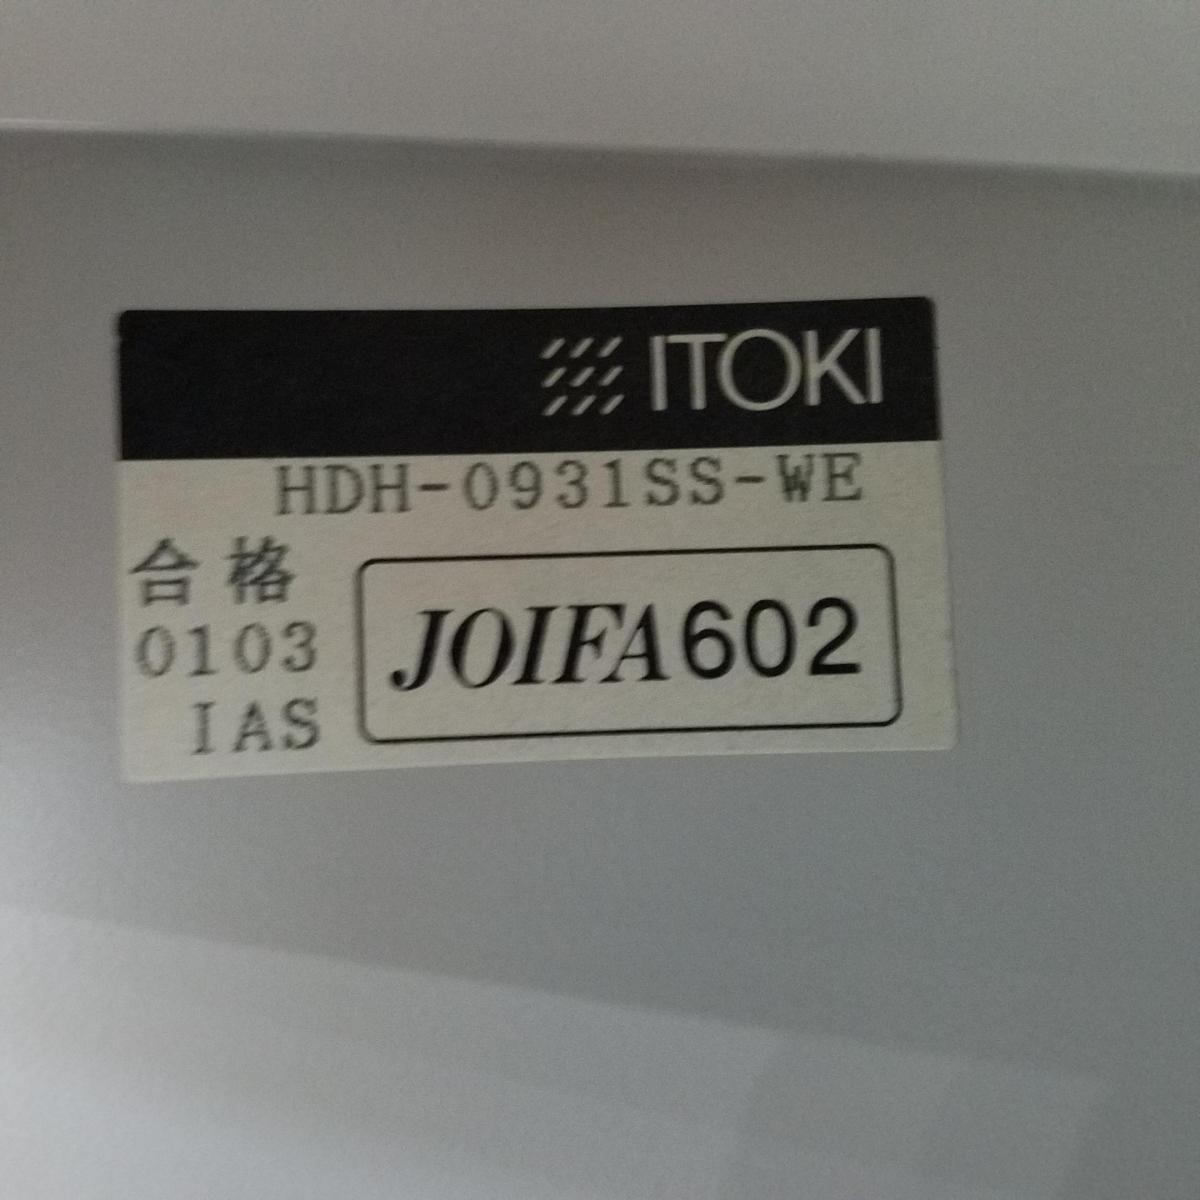 ITOKI
HDH-0931SS-WE
合格
0103
IAS
JOIFA602